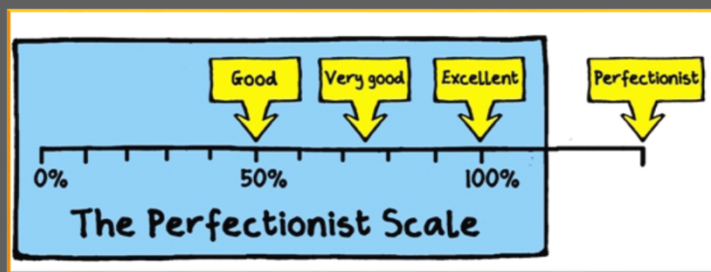 Good Very good Excellent Perfectionist
0% 50% 100%
The Perfectionist Scale